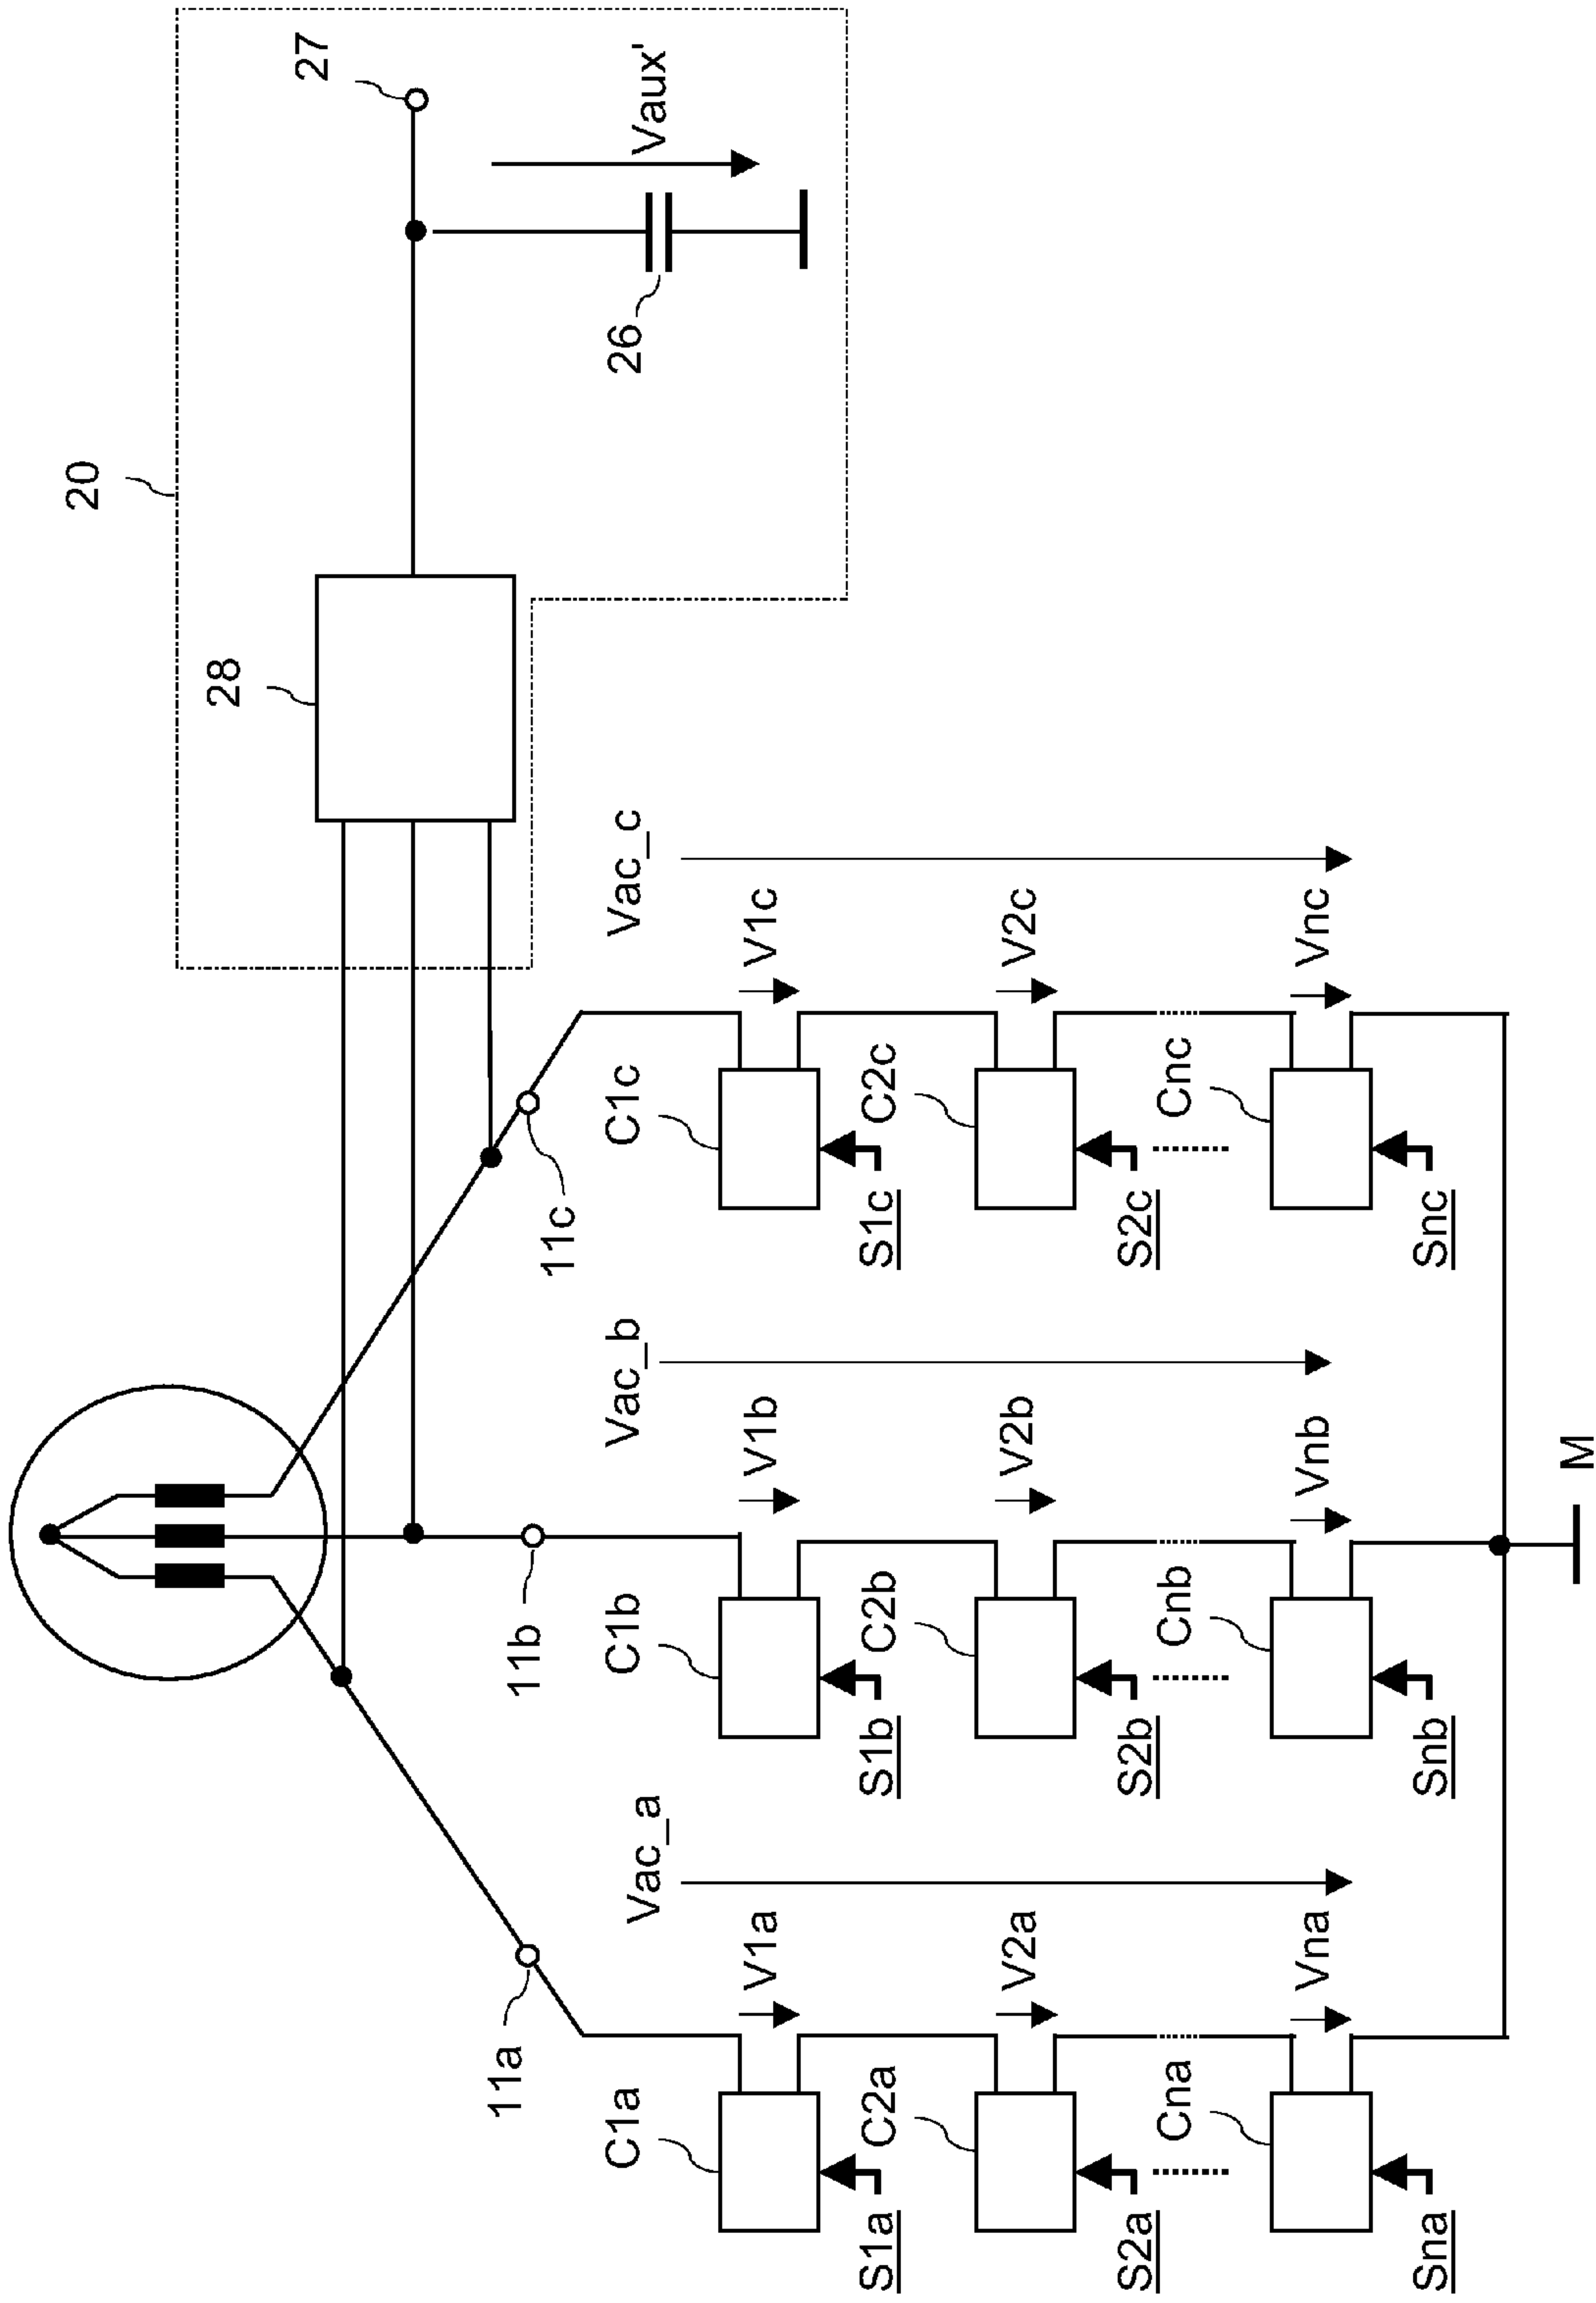 20
27
Vaux'
26
28
11a
11b
11c
Vac_a
Vac_b
Vac_c
C1a
V1a
S1a
C1b
V1b
S1b
C1c
V1c
S1c
C2a
V2a
S2a
C2b
V2b
S2b
C2c
V2c
S2c
Cna
Vna
Sna
Cnb
Vnb
Snb
Cnc
Vnc
Snc
M